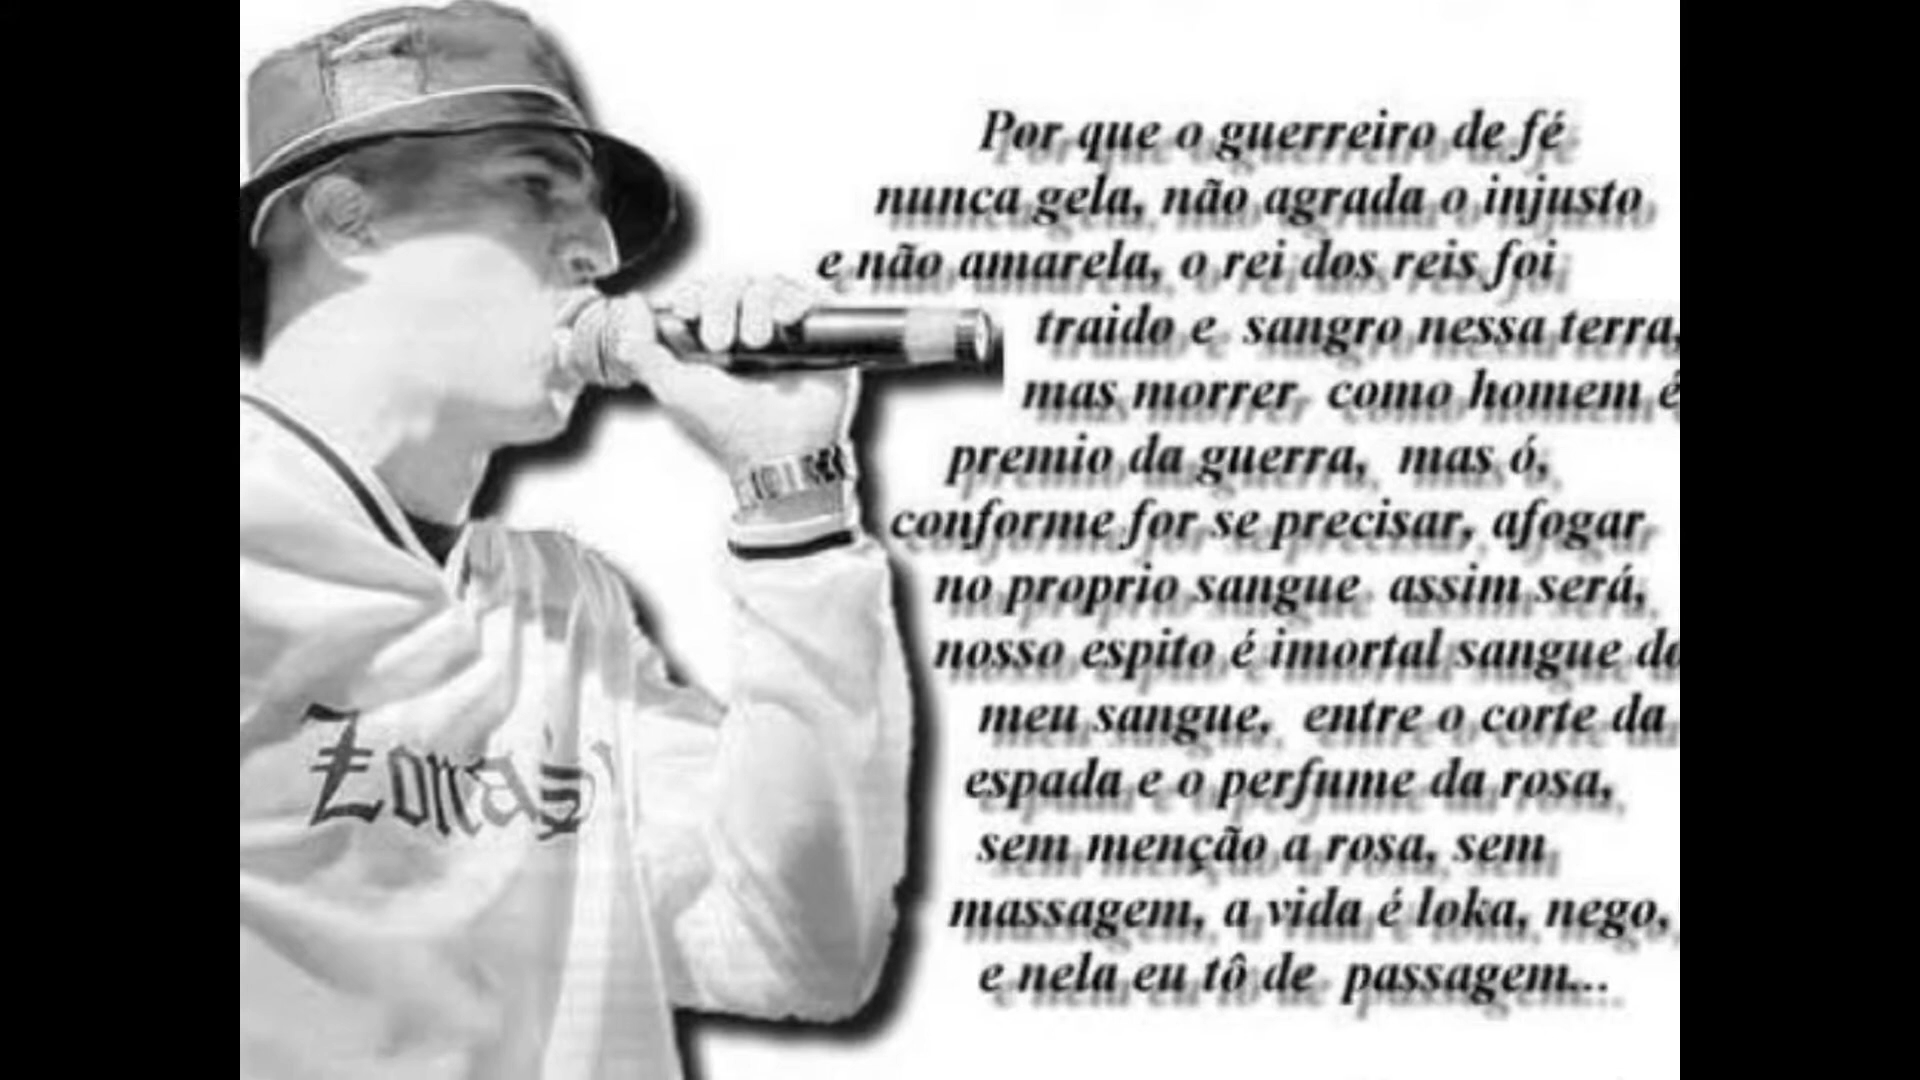 Por que o guerreiro de fé
nunca gela, não agrada o injusto
e não amarela, o rei dos reis foi
traido e sangro nessa terra,
mas morrer como homem é
premio da guerra, mas ó,
conforme for se precisar, afogar
no proprio sangue assim será,
nosso espito é imortal sangue do
meu sangue, entre o corte da
espada e o perfume da rosa,
sem menção a rosa, sem
massagem, a vida é loka, nego,
e nela eu tô de passagem...